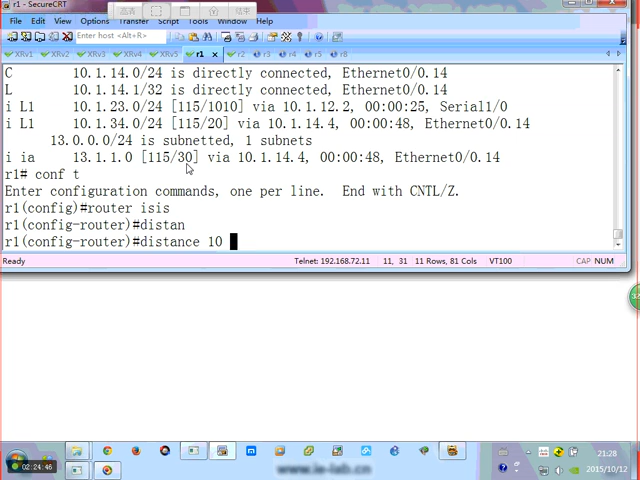 r1 - SecureCRT
高清
结束
File Edit View Options Transfer Script Tools Window Help
Enter host <Alt+R>
XRv1 XRv2 XRv3 XRv4 XRv5 r1 x r2 r3 r4 r5 r8
C 10.1.14.0/24 is directly connected, Ethernet0/0.14
L 10.1.14.1/32 is directly connected, Ethernet0/0.14
i L1 10.1.23.0/24 [115/1010] via 10.1.12.2, 00:00:25, Serial1/0
i L1 10.1.34.0/24 [115/20] via 10.1.14.4, 00:00:48, Ethernet0/0.14
13.0.0.0/24 is subnetted, 1 subnets
i ia 13.1.1.0 [115/30] via 10.1.14.4, 00:00:48, Ethernet0/0.14
r1# conf t
Enter configuration commands, one per line. End with CNTL/Z.
r1(config)#router isis
r1(config-router)#distan
r1(config-router)#distance 10
Ready Telnet: 192.168.72.11 11, 31 11 Rows, 81 Cols VT100 CAP NUM
02:24:46
www.ie-lab.cn
21:28
2015/10/12